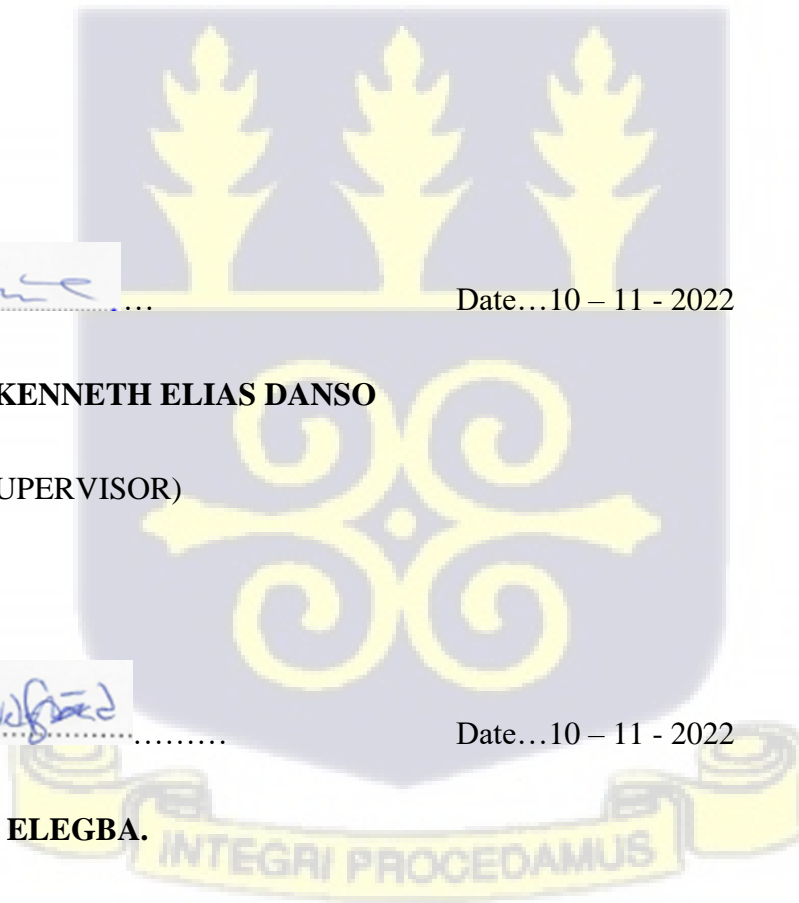 … Date…10 – 11 - 2022
KENNETH ELIAS DANSO
UPERVISOR)
……… Date…10 – 11 - 2022
ELEGBA.
INTEGRI PROCEDAMUS